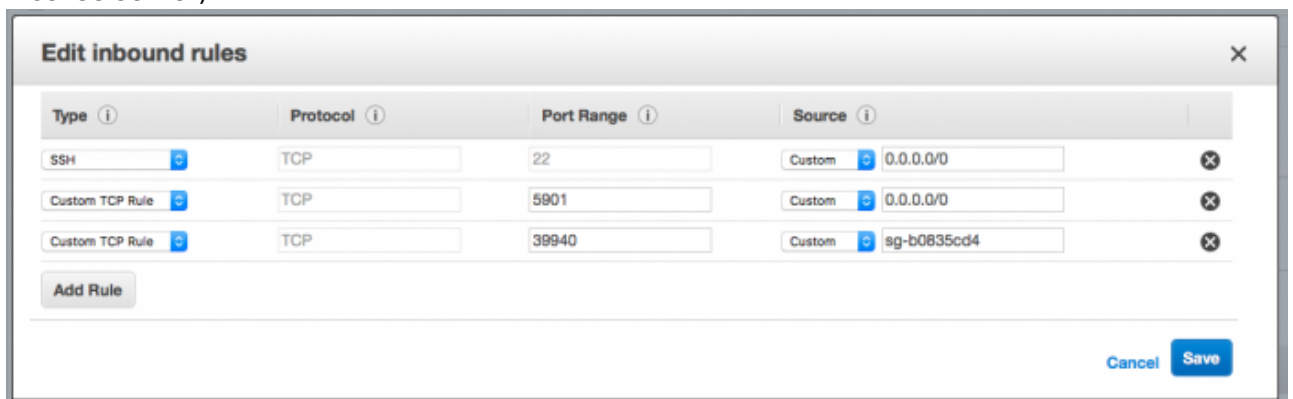 Edit inbound rules ×
Type i Protocol i Port Range i Source i
SSH TCP 22 Custom 0.0.0.0/0
Custom TCP Rule TCP 5901 Custom 0.0.0.0/0
Custom TCP Rule TCP 39940 Custom sg-b0835cd4
Add Rule
Cancel Save